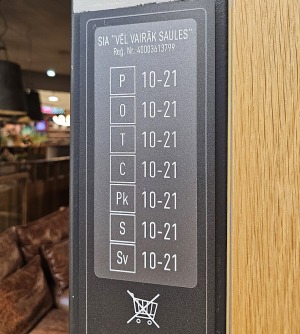 SIA "VĒL VAIRĀK SAULES"
Reģ. Nr. 40003613799
P 10-21
O 10-21
T 10-21
C 10-21
Pk 10-21
S 10-21
Sv 10-21